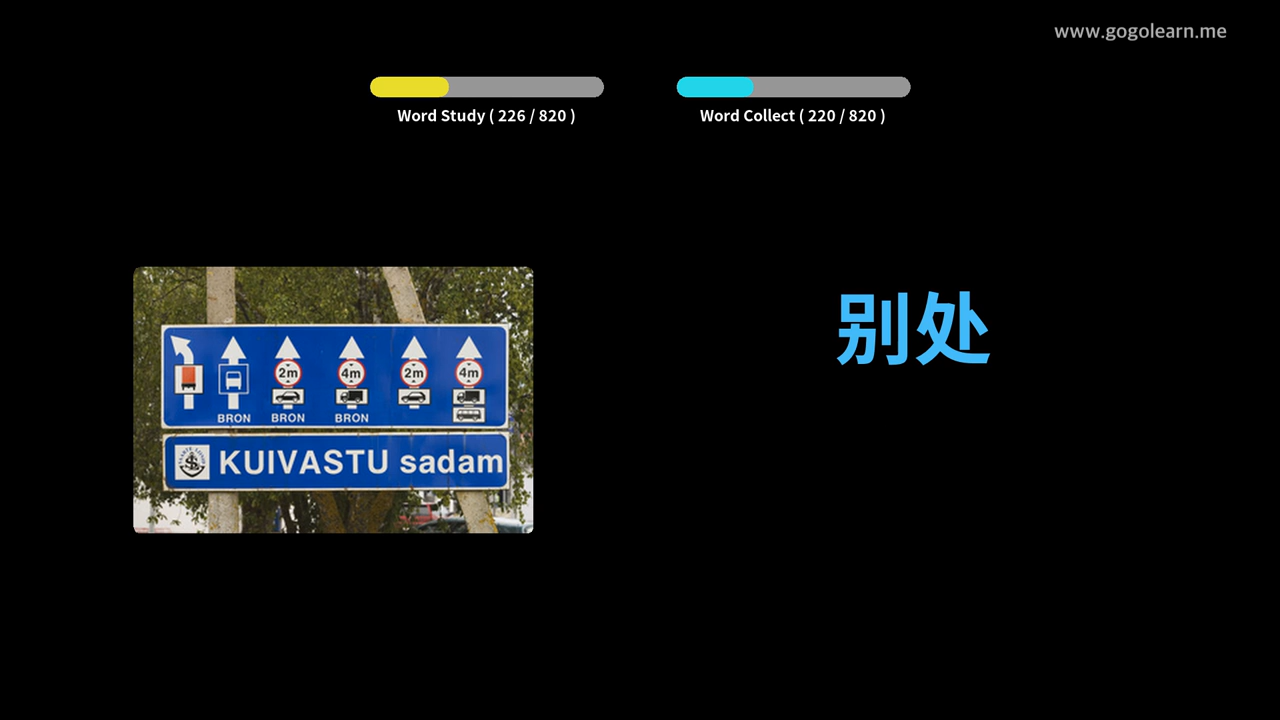 www.gogolearn.me
Word Study ( 226 / 820 )
Word Collect ( 220 / 820 )
别处
2m 4m 2m 4m
BRON BRON BRON
KUIVASTU sadam